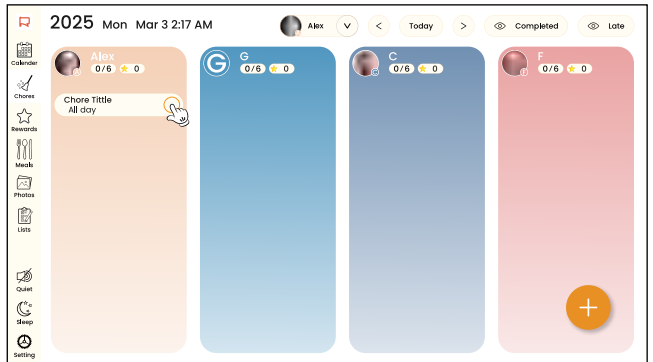 2025 Mon Mar 3 2:17 AM
Alex
<
Today
>
Completed
Late
Calender
Chores
Rewards
Meals
Photos
Lists
Quiet
Sleep
Setting
Alex
0/6 0
Chore Tittle
All day
G
G
0/6 0
C
0/6 0
F
0/6 0